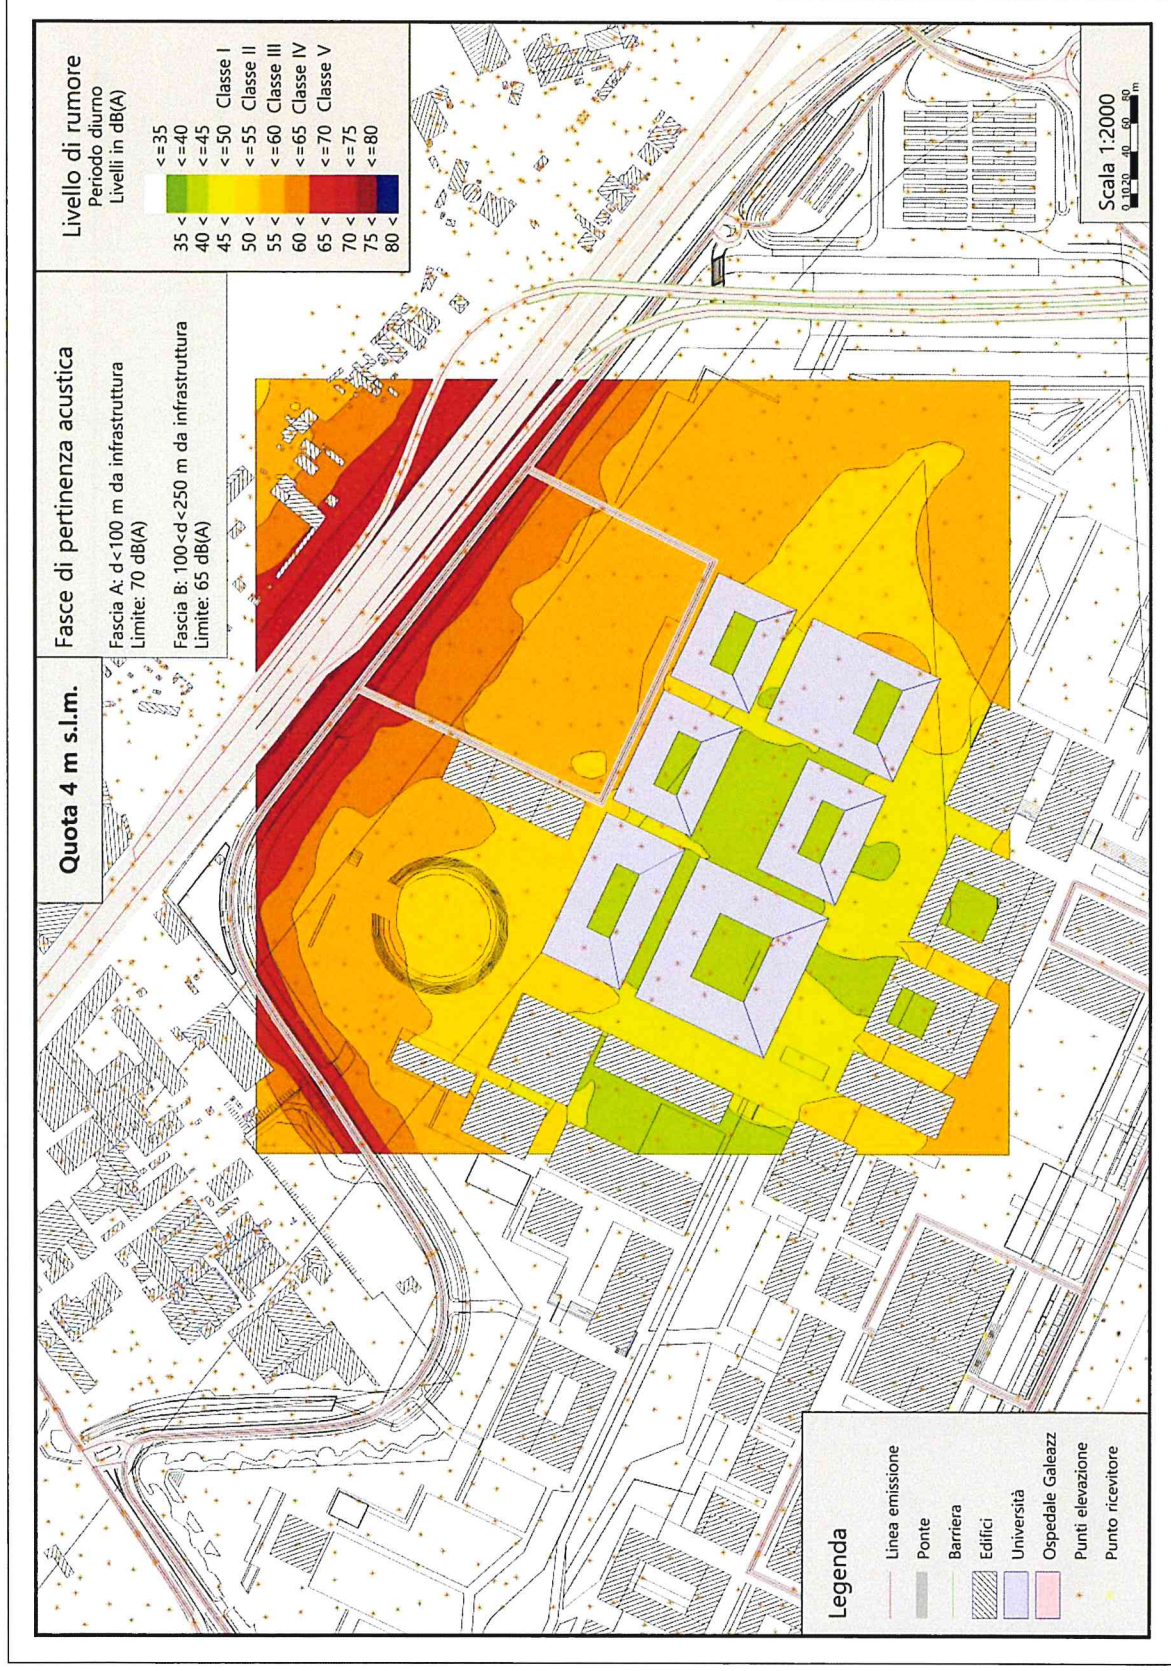 Quota 4 m s.l.m.
Fasce di pertinenza acustica
Fascia A: d<100 m da infrastruttura
Limite: 70 dB(A)
Fascia B: 100<d<250 m da infrastruttura
Limite: 65 dB(A)
Livello di rumore
Periodo diurno
Livelli in dB(A)
<=35
35 < <=40
40 < <=45
45 < <=50 Classe I
50 < <=55 Classe II
55 < <=60 Classe III
60 < <=65 Classe IV
65 < <=70 Classe V
70 < <=75
75 < <=80
80 <
Legenda
Linea emissione
Ponte
Barriera
Edifici
Università
Ospedale Galeazz
Punti elevazione
Punto ricevitore
Scala 1:2000
0 10 20 40 60 80
m